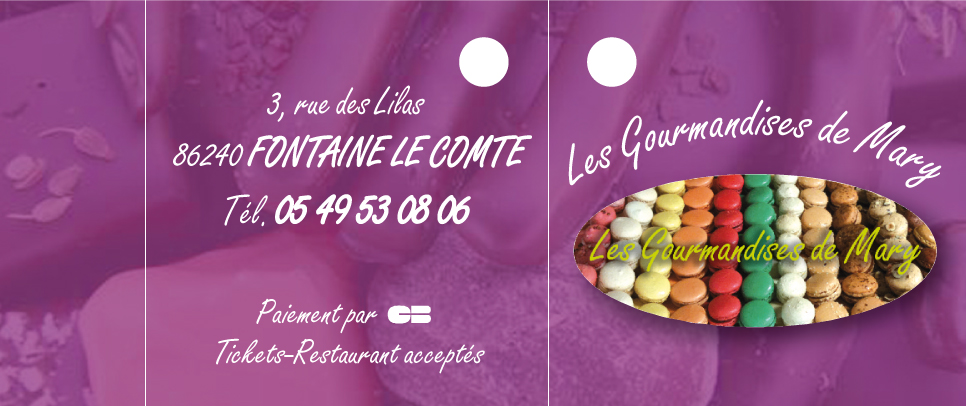 3, rue des Lilas
86240 FONTAINE LE COMTE
Tél. 05 49 53 08 06
Paiement par CB
Tickets-Restaurant acceptés
Les Gourmandises de Mary
Les Gourmandises de Mary